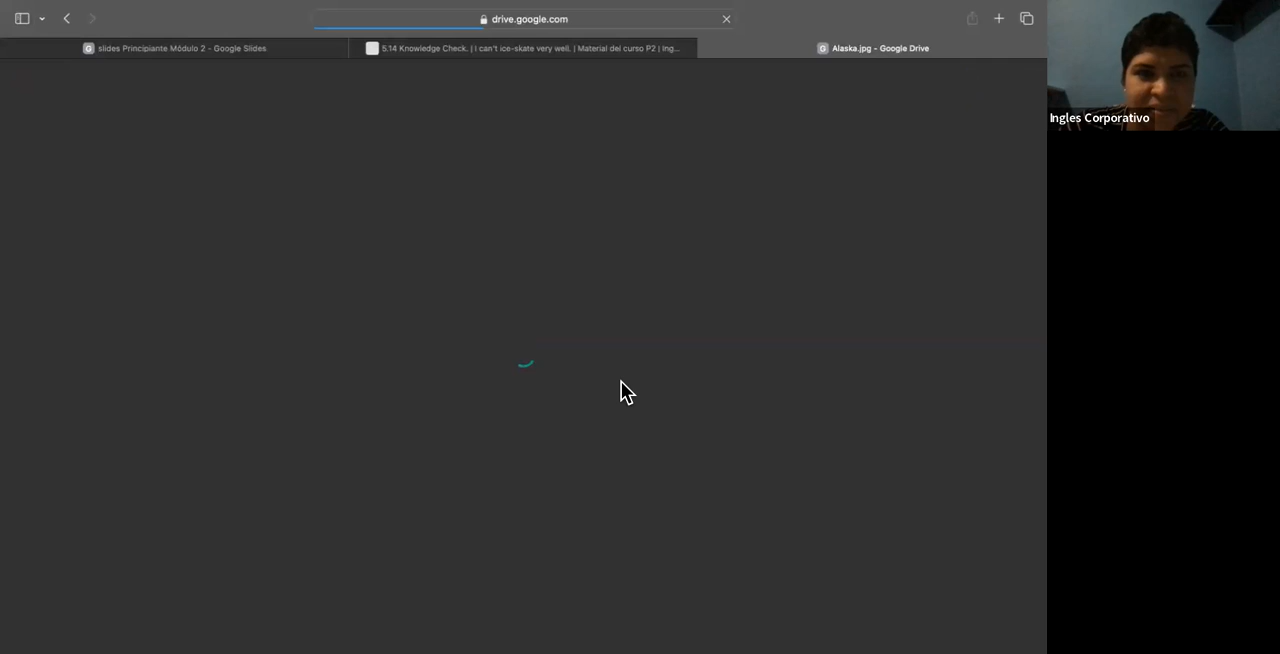 drive.google.com
slides Principiante Módulo 2 - Google Slides
5.14 Knowledge Check. | I can't ice-skate very well. | Material del curso P2 | Ing...
Alaska.jpg - Google Drive
Ingles Corporativo